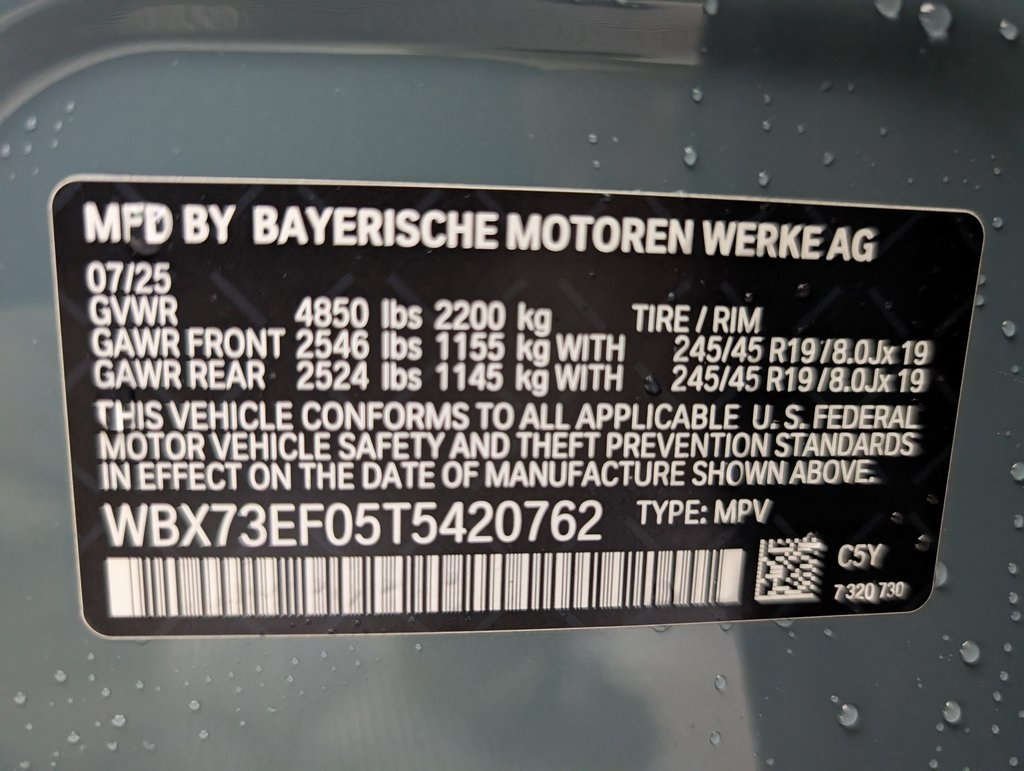 MFD BY BAYERISCHE MOTOREN WERKE AG
07/25
GVWR 4850 lbs 2200 kg TIRE / RIM
GAWR FRONT 2546 lbs 1155 kg WITH 245/45 R19/8.0Jx19
GAWR REAR 2524 lbs 1145 kg WITH 245/45 R19/8.0Jx19
THIS VEHICLE CONFORMS TO ALL APPLICABLE U.S. FEDERAL
MOTOR VEHICLE SAFETY AND THEFT PREVENTION STANDARDS
IN EFFECT ON THE DATE OF MANUFACTURE SHOWN ABOVE.
WBX73EF05T5420762 TYPE: MPV
C5Y
7 320 730